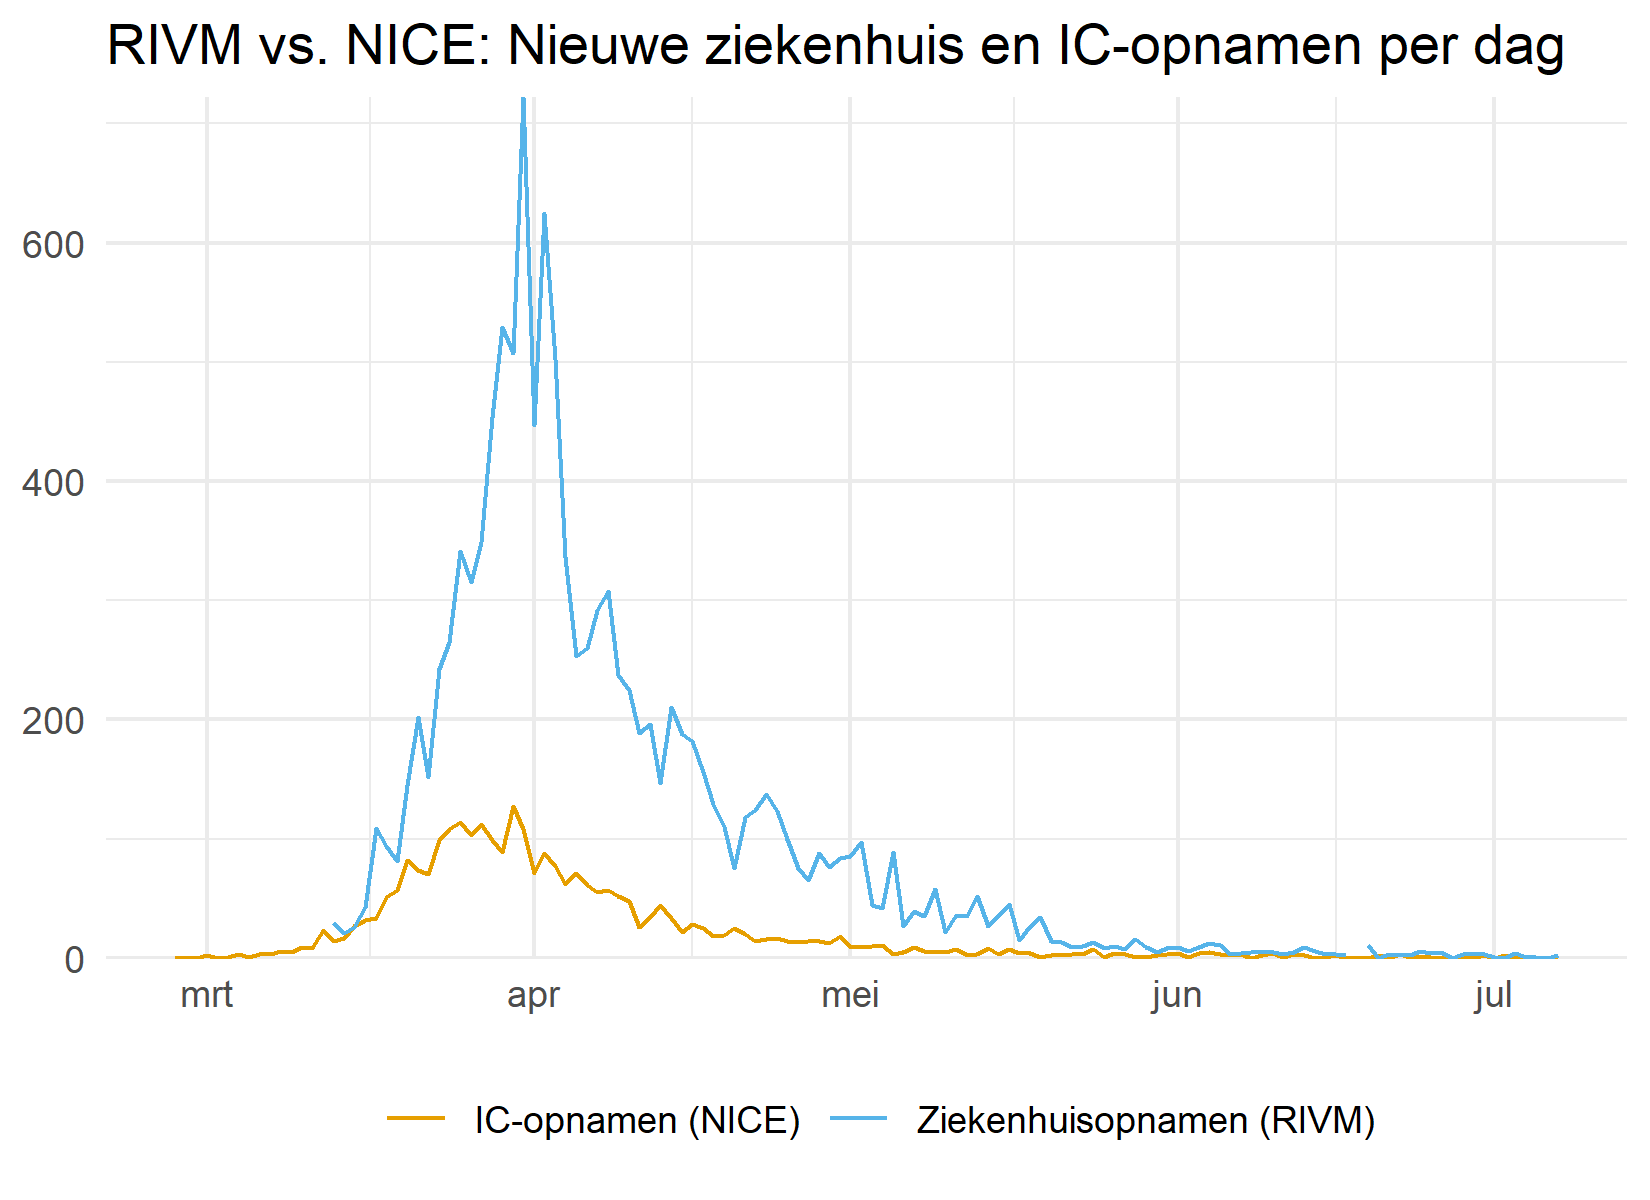 RIVM vs. NICE: Nieuwe ziekenhuis en IC-opnamen per dag
600
400
200
0
mrt apr mei jun jul
IC-opnamen (NICE) Ziekenhuisopnamen (RIVM)